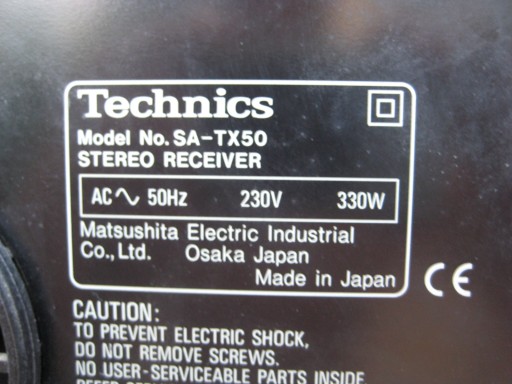 Technics
Model No. SA-TX50
STEREO RECEIVER
AC ∿ 50Hz 230V 330W
Matsushita Electric Industrial
Co., Ltd. Osaka Japan
Made in Japan
CE
CAUTION:
TO PREVENT ELECTRIC SHOCK,
DO NOT REMOVE SCREWS.
NO USER-SERVICEABLE PARTS INSIDE